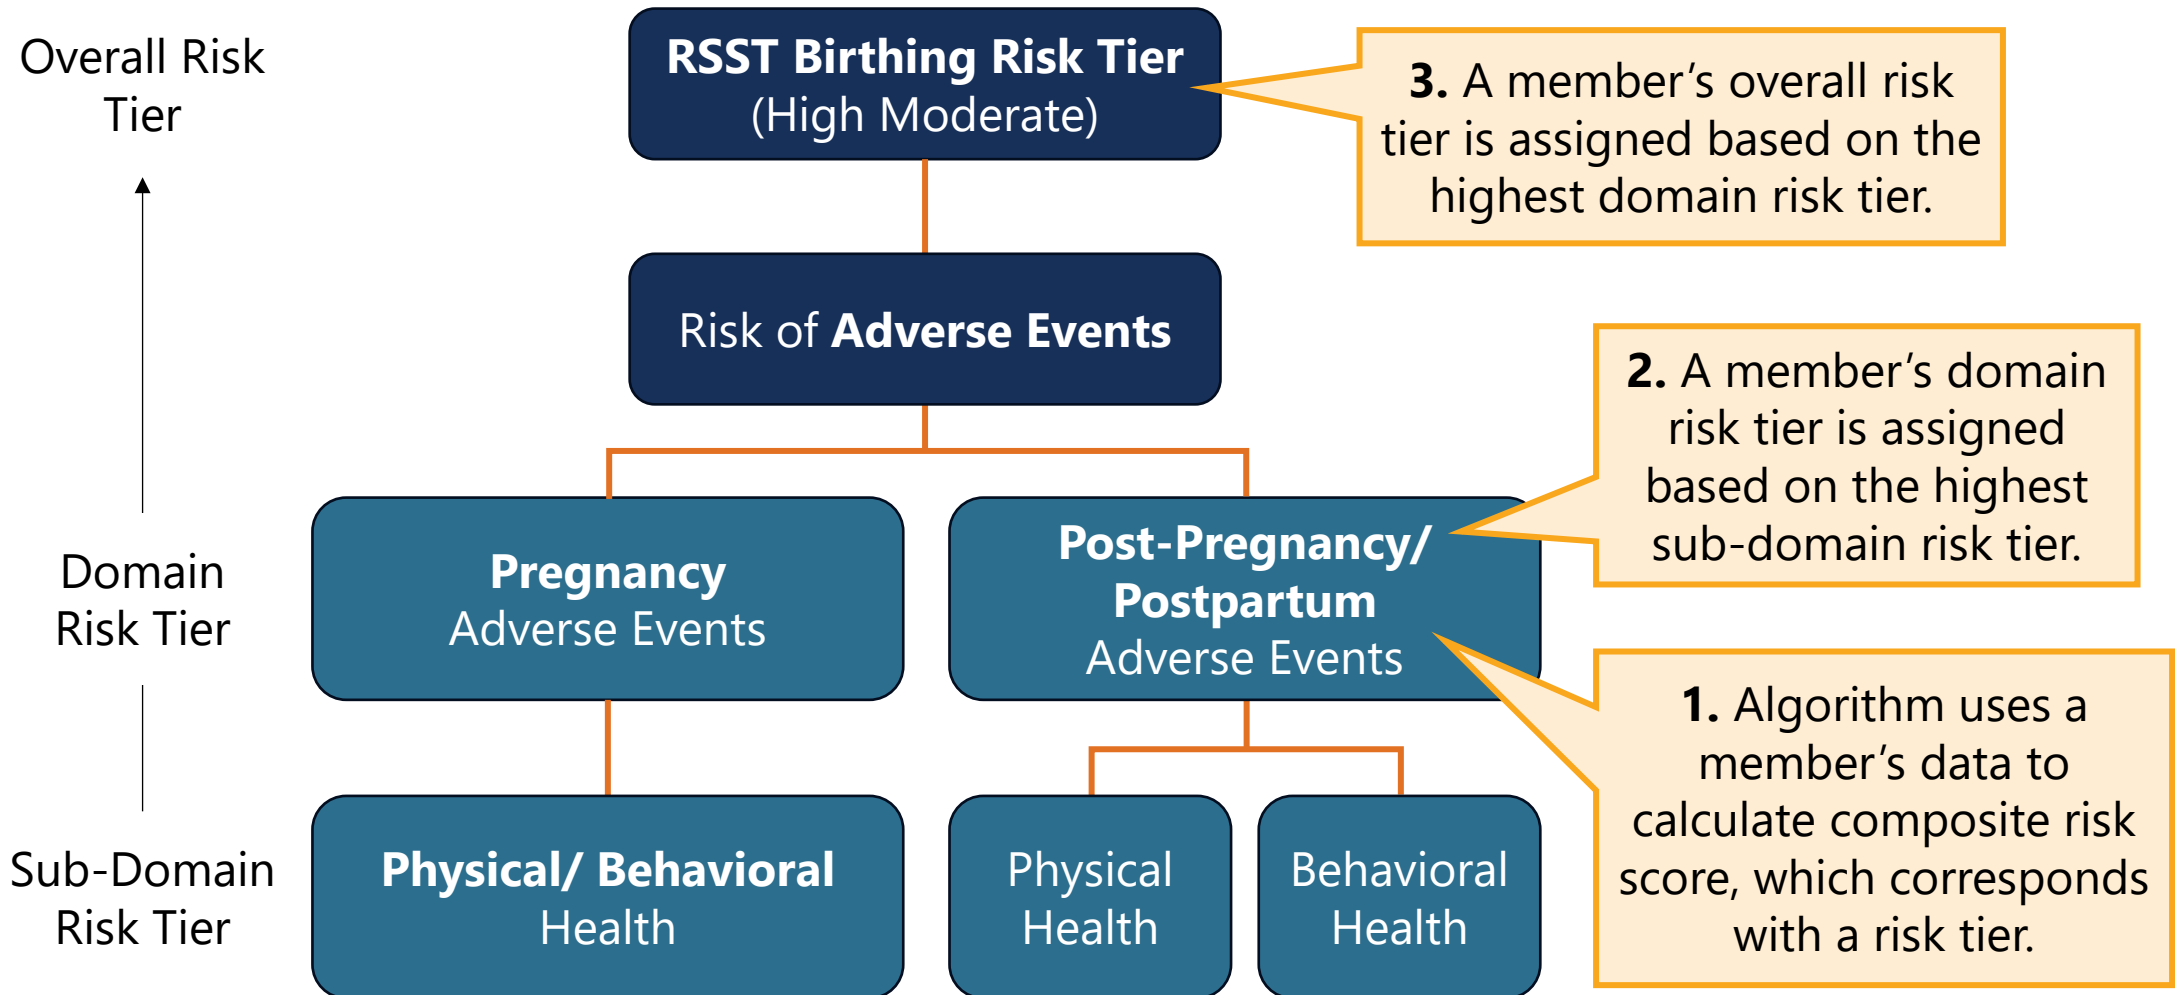 Overall Risk
Tier
RSST Birthing Risk Tier
(High Moderate)
3. A member’s overall risk
tier is assigned based on the
highest domain risk tier.
Risk of Adverse Events
2. A member’s domain
risk tier is assigned
based on the highest
sub-domain risk tier.
Domain
Risk Tier
Pregnancy
Adverse Events
Post-Pregnancy/
Postpartum
Adverse Events
1. Algorithm uses a
member’s data to
calculate composite risk
score, which corresponds
with a risk tier.
Sub-Domain
Risk Tier
Physical/ Behavioral
Health
Physical
Health
Behavioral
Health